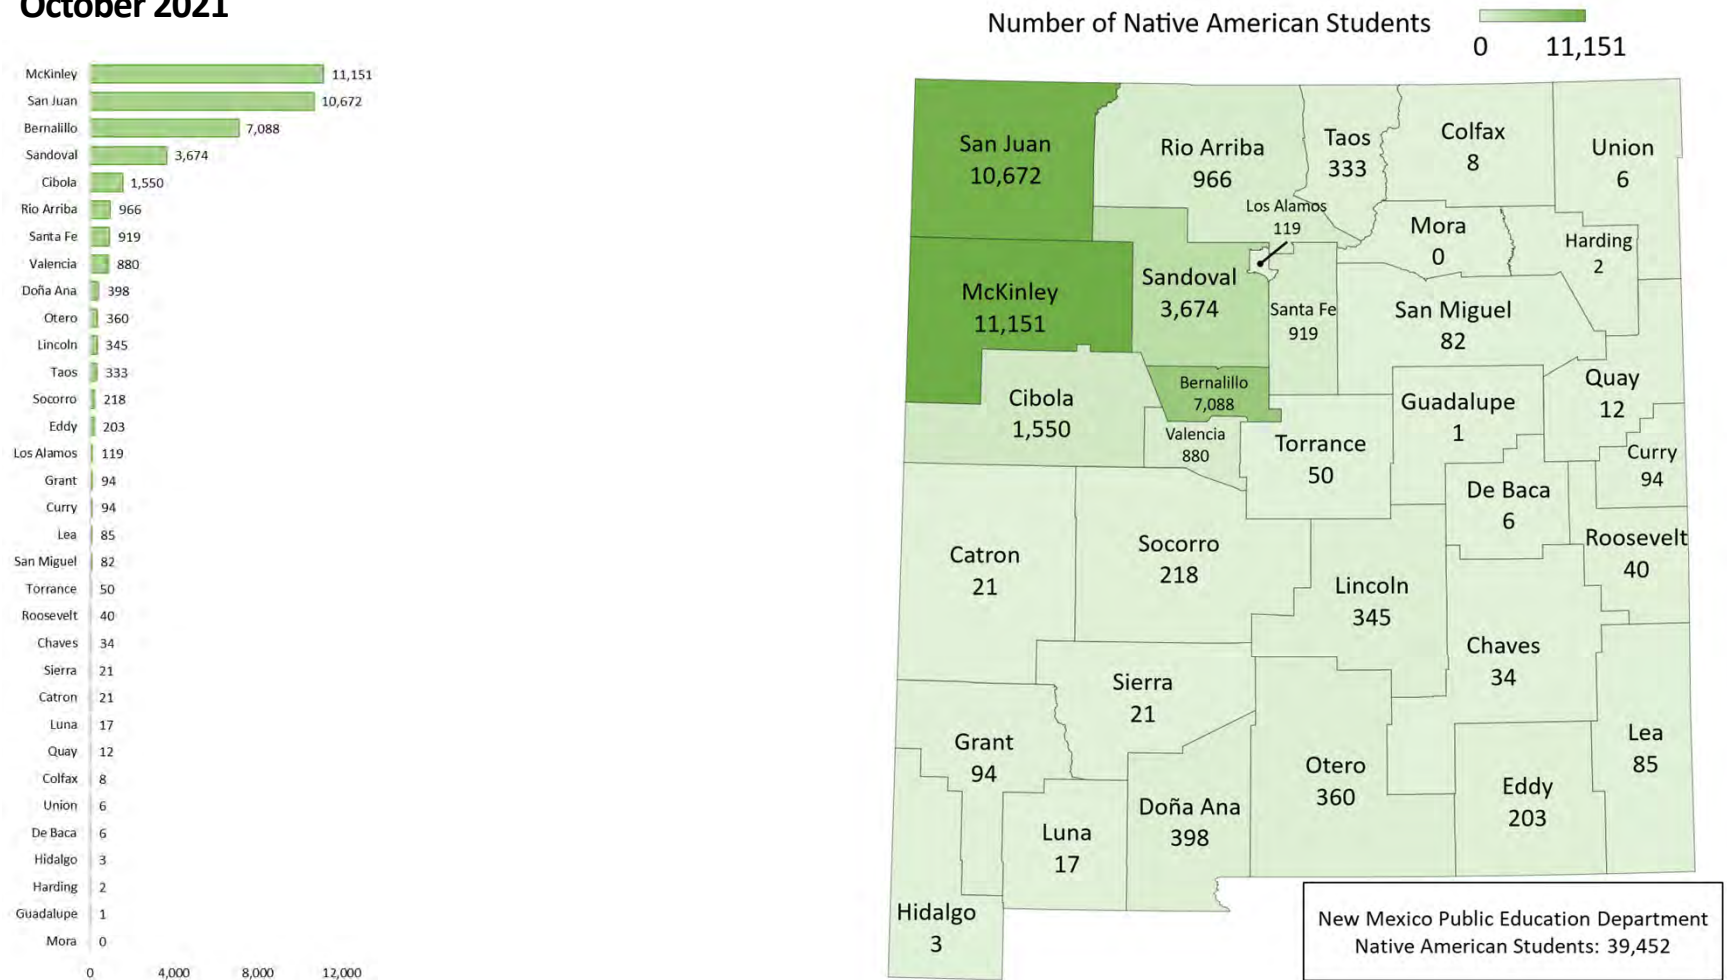 October 2021
McKinley 11,151
San Juan 10,672
Bernalillo 7,088
Sandoval 3,674
Cibola 1,550
Rio Arriba 966
Santa Fe 919
Valencia 880
Doña Ana 398
Otero 360
Lincoln 345
Taos 333
Socorro 218
Eddy 203
Los Alamos 119
Grant 94
Curry 94
Lea 85
San Miguel 82
Torrance 50
Roosevelt 40
Chaves 34
Sierra 21
Catron 21
Luna 17
Quay 12
Colfax 8
Union 6
De Baca 6
Hidalgo 3
Harding 2
Guadalupe 1
Mora 0
0 4,000 8,000 12,000
Number of Native American Students
0 11,151
San Juan
10,672
Rio Arriba
966
Taos
333
Colfax
8
Union
6
Los Alamos
119
Mora
0
Harding
2
McKinley
11,151
Sandoval
3,674
Santa Fe
919
San Miguel
82
Cibola
1,550
Bernalillo
7,088
Valencia
880
Torrance
50
Guadalupe
1
Quay
12
Curry
94
De Baca
6
Roosevelt
40
Catron
21
Socorro
218
Lincoln
345
Chaves
34
Sierra
21
Grant
94
Lea
85
Otero
360
Eddy
203
Doña Ana
398
Luna
17
Hidalgo
3
New Mexico Public Education Department
Native American Students: 39,452